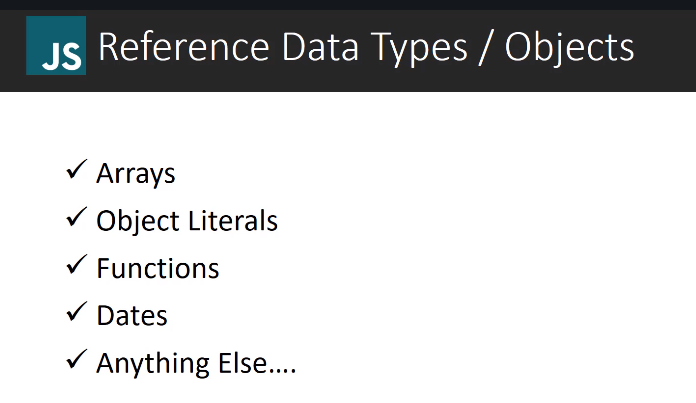 JS Reference Data Types / Objects
✓ Arrays
✓ Object Literals
✓ Functions
✓ Dates
✓ Anything Else....